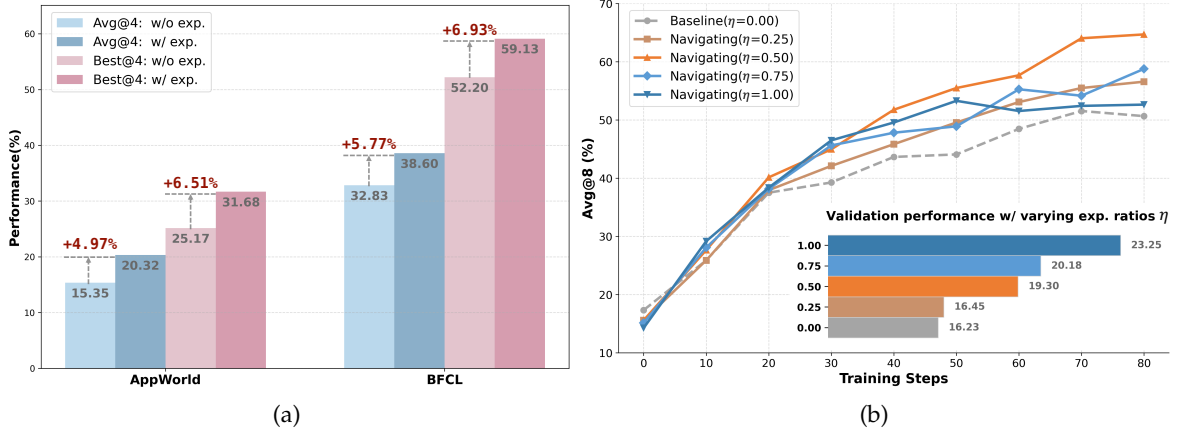 Avg@4: w/o exp.
Avg@4: w/ exp.
Best@4: w/o exp.
Best@4: w/ exp.
Performance(%)
60
50
40
30
20
10
0
+4.97%
15.35
20.32
+6.51%
25.17
31.68
+5.77%
32.83
38.60
+6.93%
52.20
59.13
AppWorld
BFCL
(a)
Baseline(η=0.00)
Navigating(η=0.25)
Navigating(η=0.50)
Navigating(η=0.75)
Navigating(η=1.00)
Avg@8 (%)
70
60
50
40
30
20
10
Validation performance w/ varying exp. ratios η
1.00
23.25
0.75
20.18
0.50
19.30
0.25
16.45
0.00
16.23
0
10
20
30
40
50
60
70
80
Training Steps
(b)